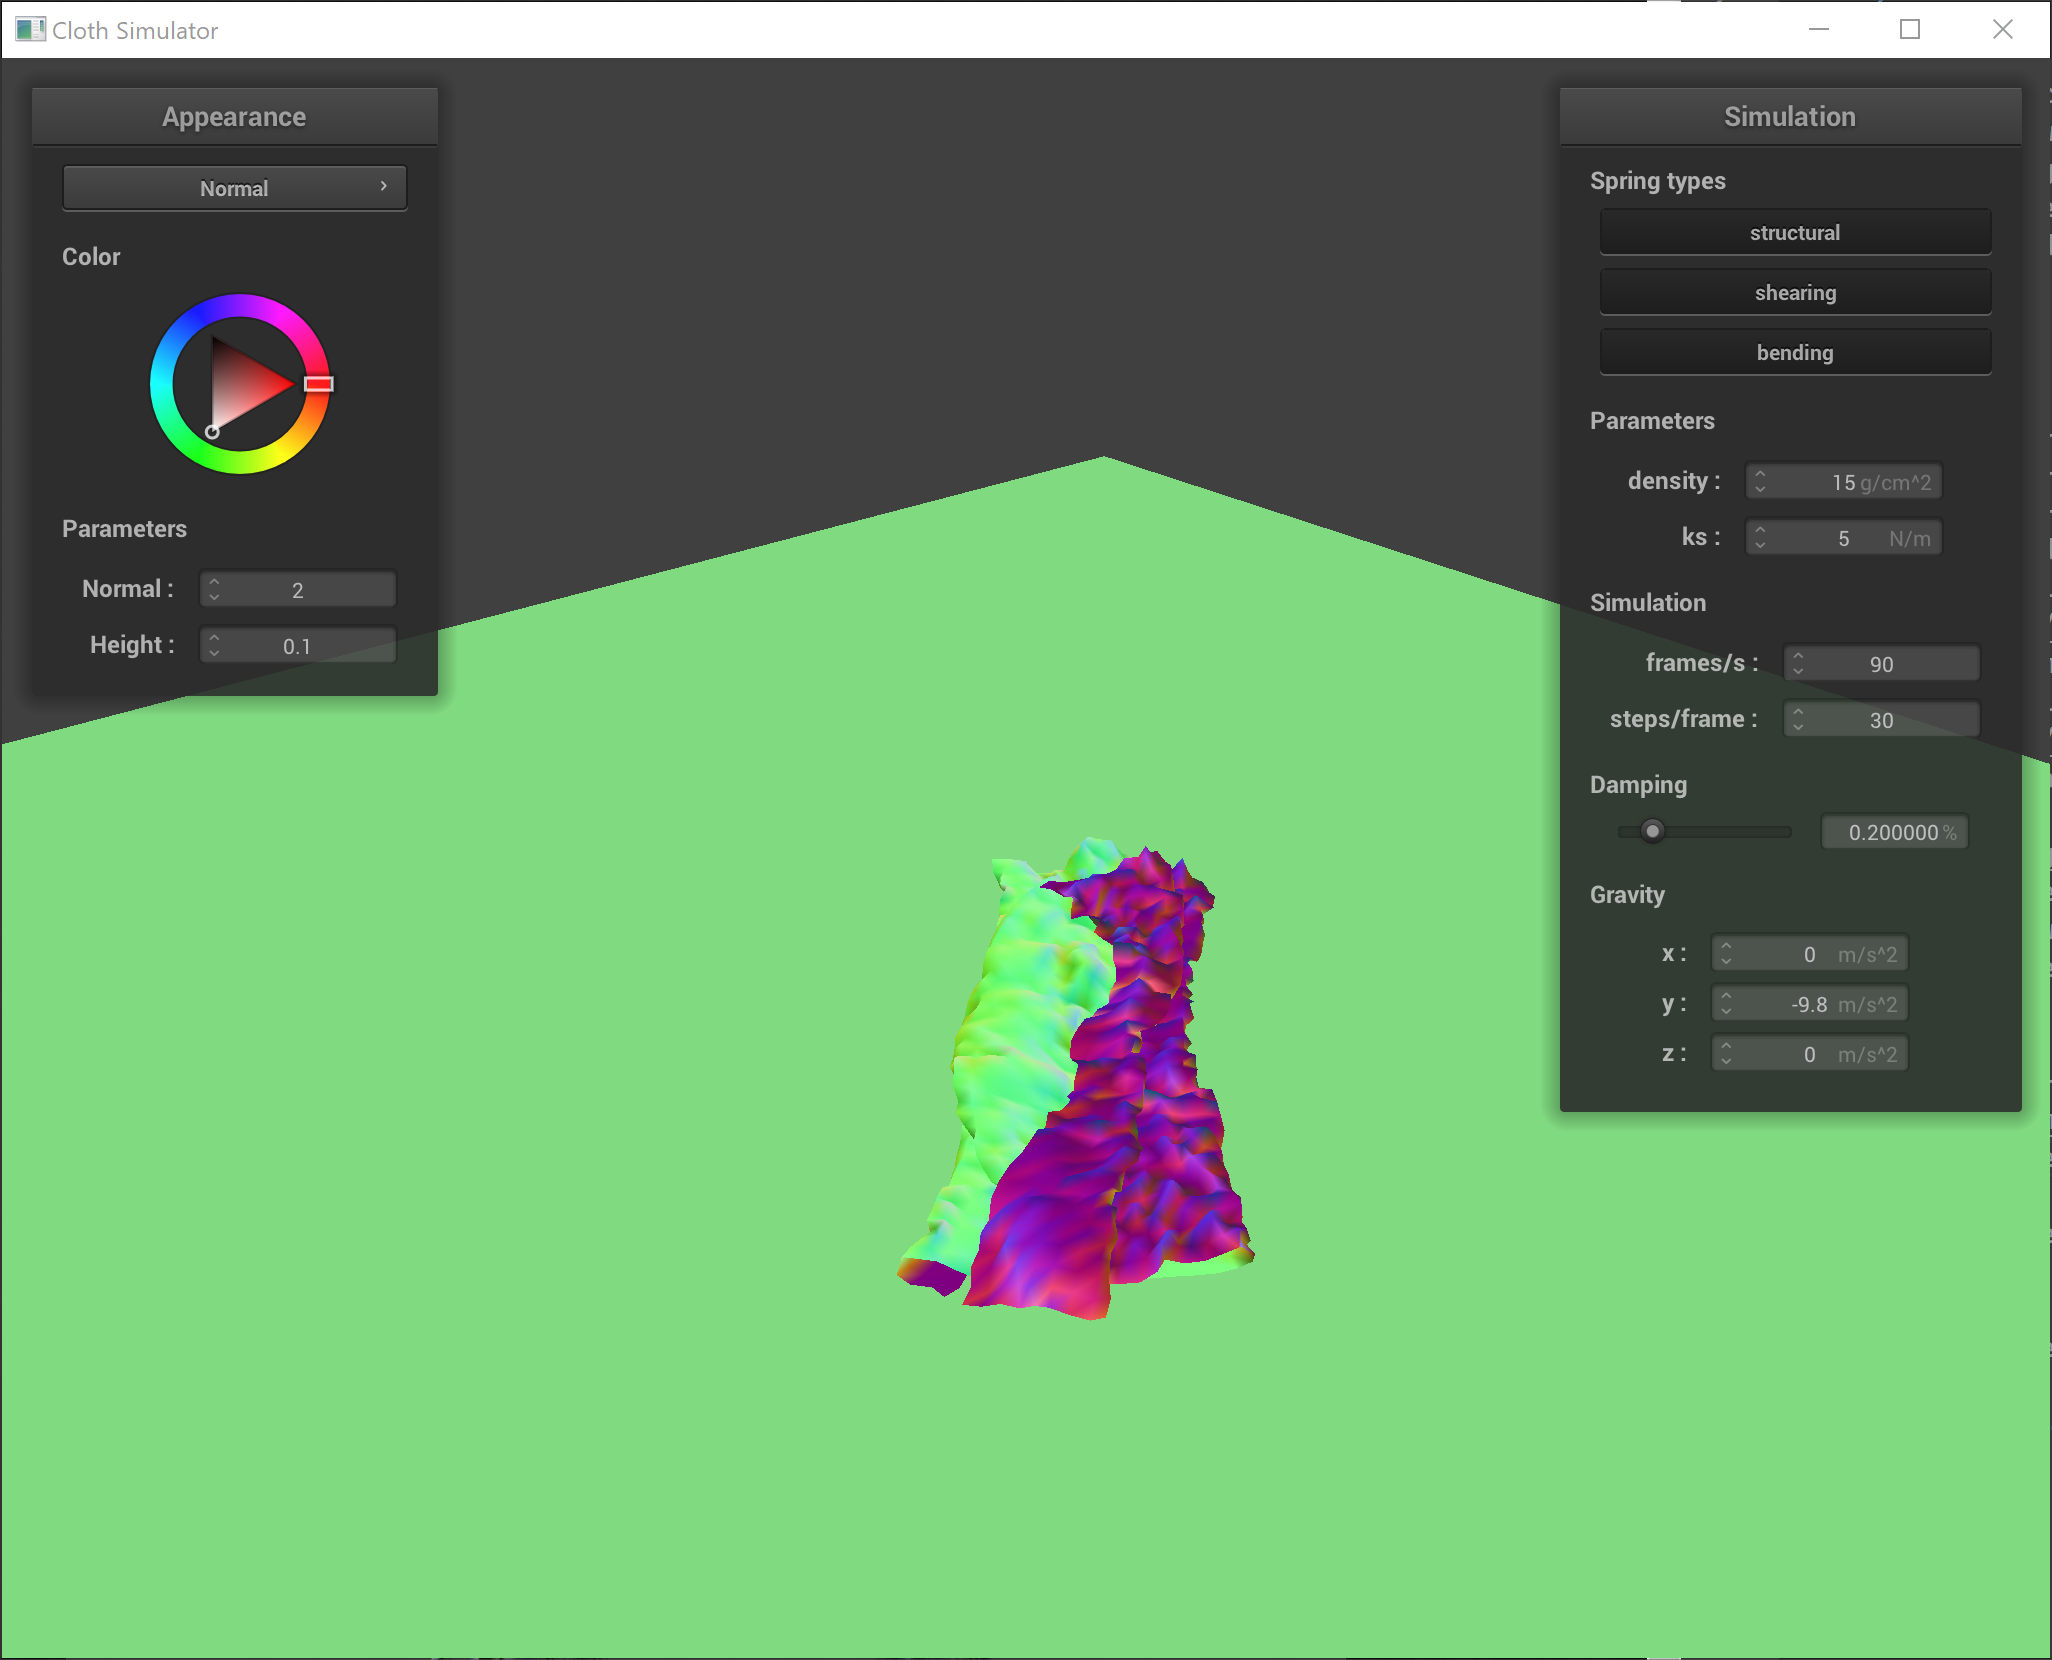 Cloth Simulator
Appearance
Normal
Color
Parameters
Normal : 2
Height : 0.1
Simulation
Spring types
structural
shearing
bending
Parameters
density : 15 g/cm^2
ks : 5 N/m
Simulation
frames/s : 90
steps/frame : 30
Damping
0.200000 %
Gravity
x : 0 m/s^2
y : -9.8 m/s^2
z : 0 m/s^2